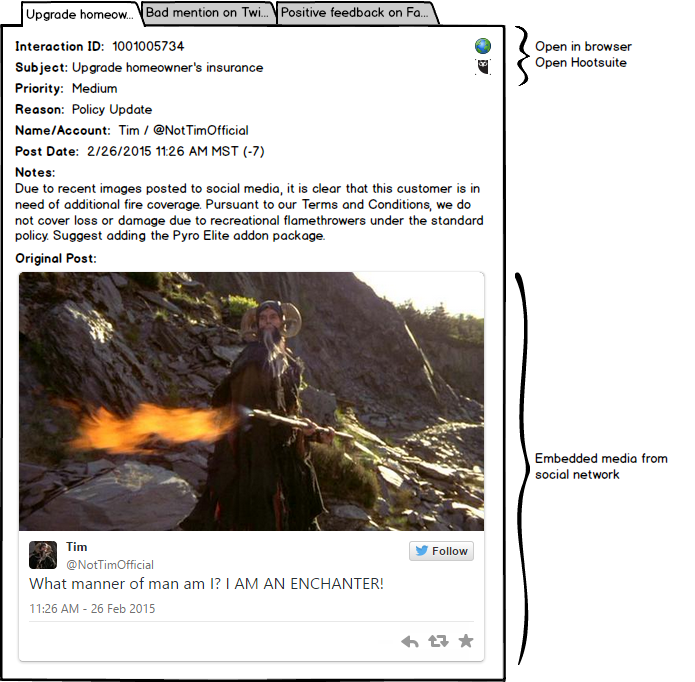 Upgrade homeow...
Bad mention on Twi...
Positive feedback on Fa...
Interaction ID: 1001005734
Subject: Upgrade homeowner's insurance
Priority: Medium
Reason: Policy Update
Name/Account: Tim / @NotTimOfficial
Post Date: 2/26/2015 11:26 AM MST (-7)
Notes:
Due to recent images posted to social media, it is clear that this customer is in
need of additional fire coverage. Pursuant to our Terms and Conditions, we do
not cover loss or damage due to recreational flamethrowers under the standard
policy. Suggest adding the Pyro Elite addon package.
Original Post:
Open in browser
Open Hootsuite
Embedded media from
social network
Tim
@NotTimOfficial
Follow
What manner of man am I? I AM AN ENCHANTER!
11:26 AM - 26 Feb 2015